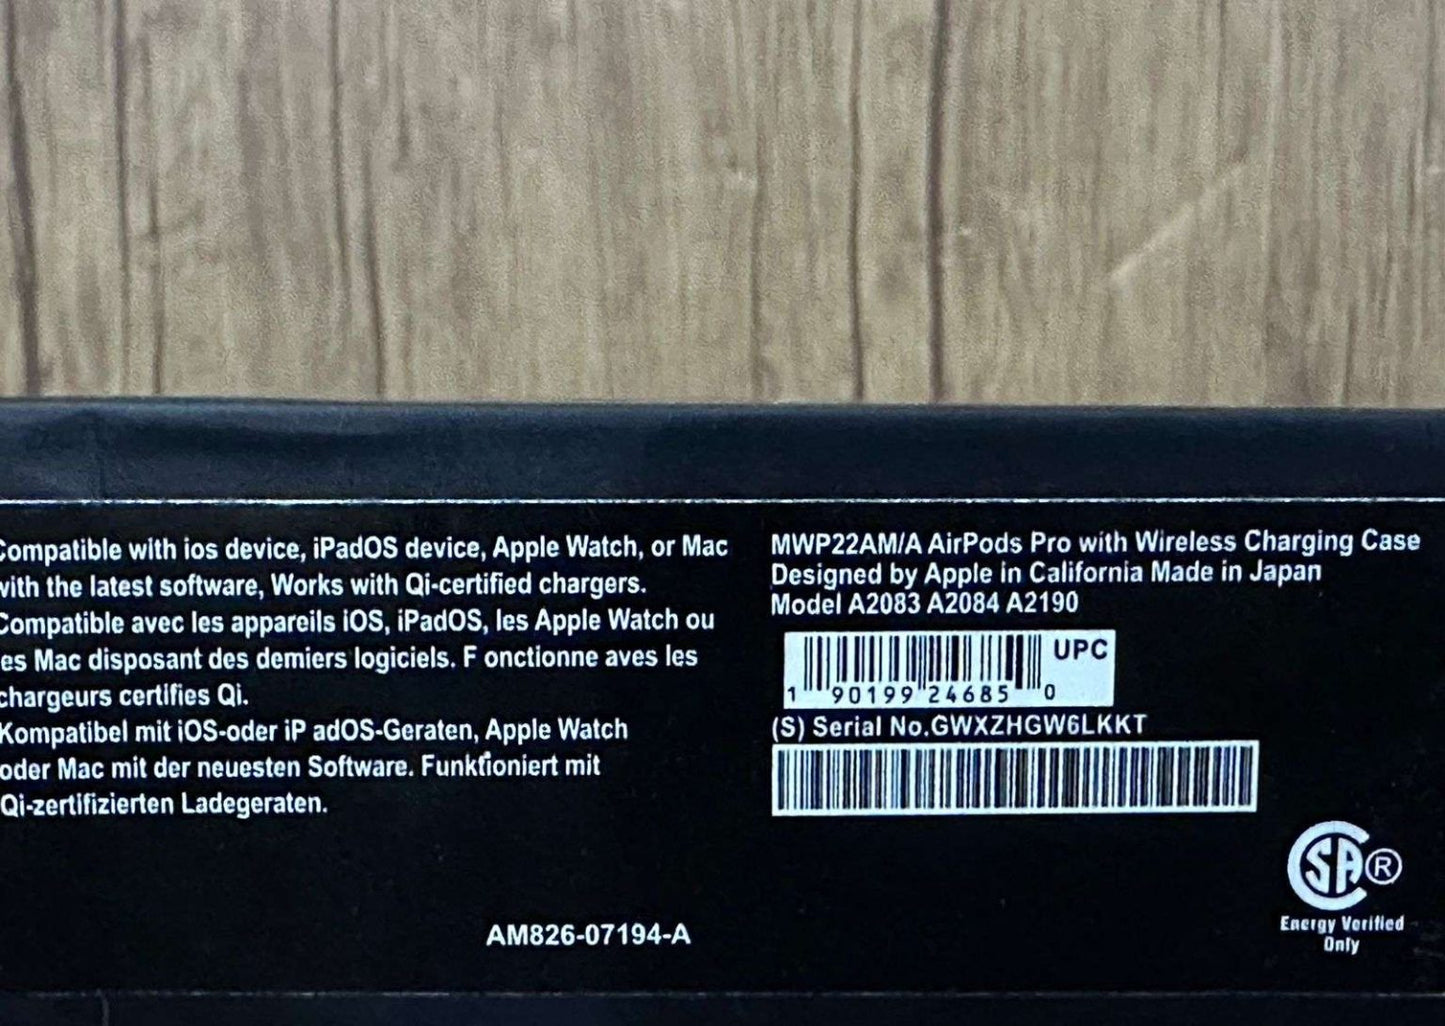 Compatible with ios device, iPadOS device, Apple Watch, or Mac
with the latest software, Works with Qi-certified chargers.
Compatible avec les appareils iOS, iPadOS, les Apple Watch ou
es Mac disposant des demiers logiciels. F onctionne aves les
chargeurs certifies Qi.
Kompatibel mit iOS-oder iP adOS-Geraten, Apple Watch
oder Mac mit der neuesten Software. Funktioniert mit
Qi-zertifizierten Ladegeraten.
AM826-07194-A
MWP22AM/A AirPods Pro with Wireless Charging Case
Designed by Apple in California Made in Japan
Model A2083 A2084 A2190
UPC
1 90199 24685 0
(S) Serial No.GWXZHGW6LKKT
SA ®
Energy Verified
Only